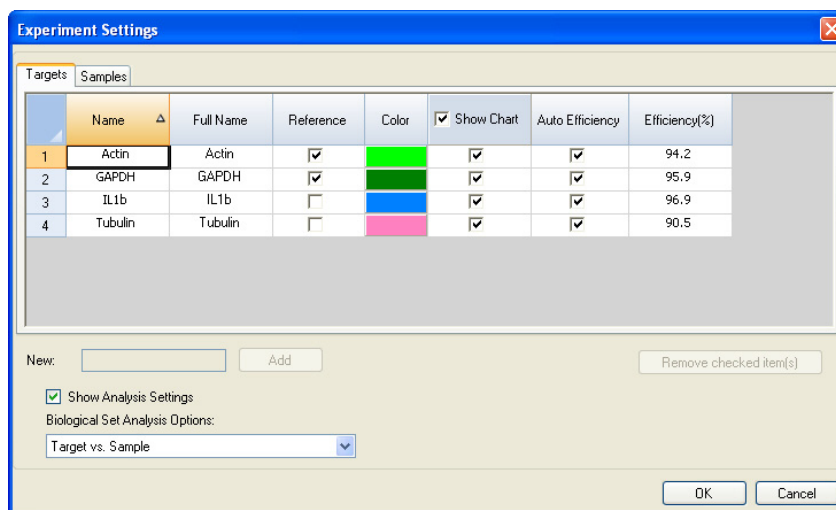 Experiment Settings
Targets Samples
Name Full Name Reference Color Show Chart Auto Efficiency Efficiency(%)
1 Actin Actin 94.2
2 GAPDH GAPDH 95.9
3 IL1b IL1b 96.9
4 Tubulin Tubulin 90.5
New: Add Remove checked item(s)
Show Analysis Settings
Biological Set Analysis Options:
Target vs. Sample
OK Cancel